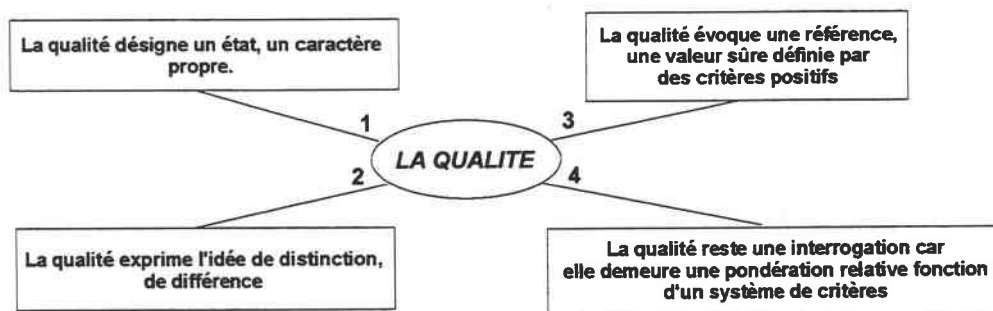 La qualité désigne un état, un caractère
propre.
La qualité évoque une référence,
une valeur sûre définie par
des critères positifs
1
3
LA QUALITE
2
4
La qualité exprime l'idée de distinction,
de différence
La qualité reste une interrogation car
elle demeure une pondération relative fonction
d'un système de critères